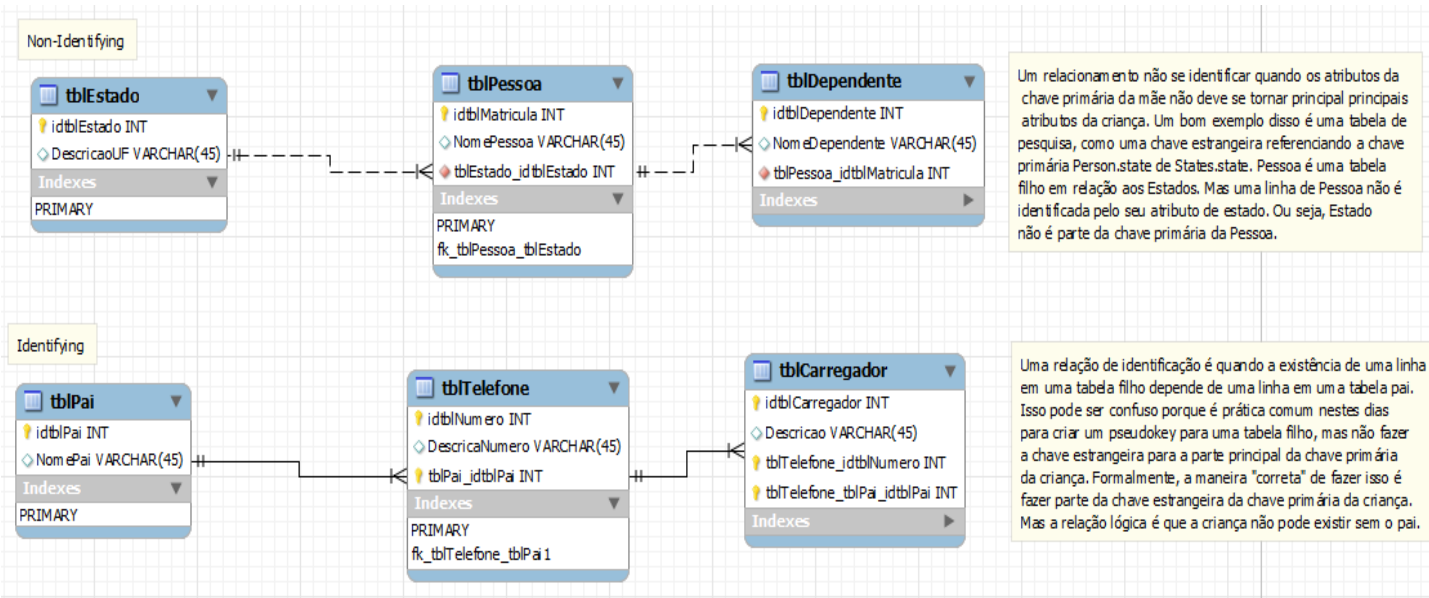 Non-Identifying
tblEstado
idtblEstado INT
DescricaoUF VARCHAR(45)
Indexes
PRIMARY
tblPessoa
idtblMatricula INT
NomePessoa VARCHAR(45)
tblEstado_idtblEstado INT
Indexes
PRIMARY
fk_tblPessoa_tblEstado
tblDependente
idtblDependente INT
NomeDependente VARCHAR(45)
tblPessoa_idtblMatricula INT
Indexes
Um relacionamento não se identificar quando os atributos da
chave primária da mãe não deve se tornar principal principais
atributos da criança. Um bom exemplo disso é uma tabela de
pesquisa, como uma chave estrangeira referenciando a chave
primária Person.state de States.state. Pessoa é uma tabela
filho em relação aos Estados. Mas uma linha de Pessoa não é
identificada pelo seu atributo de estado. Ou seja, Estado
não é parte da chave primária da Pessoa.
Identifying
tblPai
idtblPai INT
NomePai VARCHAR(45)
Indexes
PRIMARY
tblTelefone
idtblNumero INT
DescricaNumero VARCHAR(45)
tblPai_idtblPai INT
Indexes
PRIMARY
fk_tblTelefone_tblPai1
tblCarregador
idtblCarregador INT
Descricao VARCHAR(45)
tblTelefone_idtblNumero INT
tblTelefone_tblPai_idtblPai INT
Indexes
Uma relação de identificação é quando a existência de uma linha
em uma tabela filho depende de uma linha em uma tabela pai.
Isso pode ser confuso porque é prática comum nestes dias
para criar um pseudokey para uma tabela filho, mas não fazer
a chave estrangeira para a parte principal da chave primária
da criança. Formalmente, a maneira "correta" de fazer isso é
fazer parte da chave estrangeira da chave primária da criança.
Mas a relação lógica é que a criança não pode existir sem o pai.